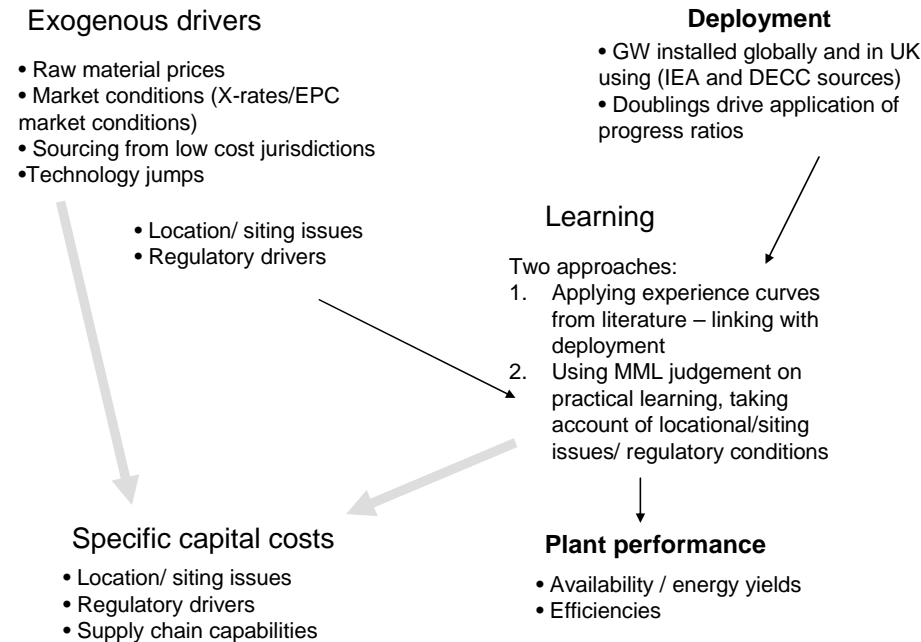 Exogenous drivers
• Raw material prices
• Market conditions (X-rates/EPC
market conditions)
• Sourcing from low cost jurisdictions
•Technology jumps
Deployment
• GW installed globally and in UK
using (IEA and DECC sources)
• Doublings drive application of
progress ratios
• Location/ siting issues
• Regulatory drivers
Learning
Two approaches:
1. Applying experience curves
from literature – linking with
deployment
2. Using MML judgement on
practical learning, taking
account of locational/siting
issues/ regulatory conditions
Specific capital costs
• Location/ siting issues
• Regulatory drivers
• Supply chain capabilities
Plant performance
• Availability / energy yields
• Efficiencies